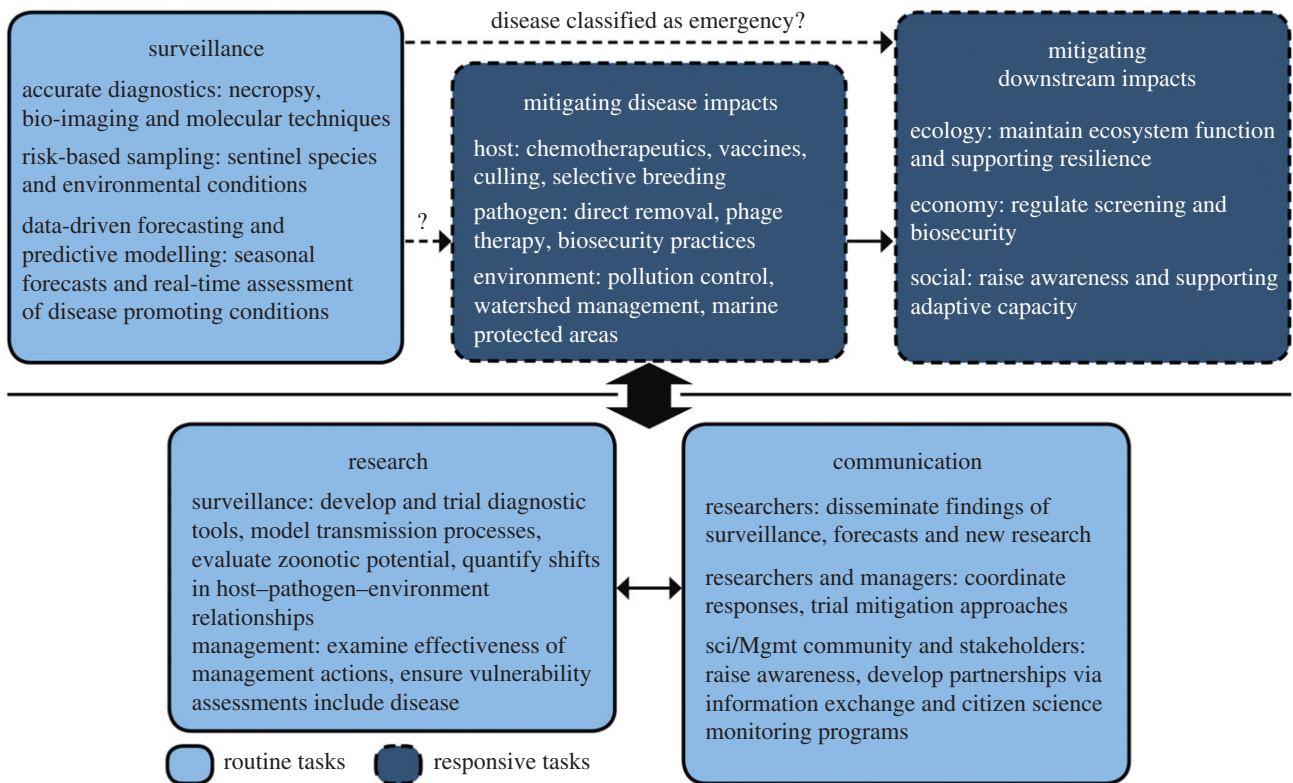 disease classified as emergency?
surveillance
accurate diagnostics: necropsy,
bio-imaging and molecular techniques
risk-based sampling: sentinel species
and environmental conditions
data-driven forecasting and
predictive modelling: seasonal
forecasts and real-time assessment
of disease promoting conditions
?
mitigating disease impacts
host: chemotherapeutics, vaccines,
culling, selective breeding
pathogen: direct removal, phage
therapy, biosecurity practices
environment: pollution control,
watershed management, marine
protected areas
mitigating
downstream impacts
ecology: maintain ecosystem function
and supporting resilience
economy: regulate screening and
biosecurity
social: raise awareness and supporting
adaptive capacity
research
surveillance: develop and trial diagnostic
tools, model transmission processes,
evaluate zoonotic potential, quantify shifts
in host–pathogen–environment
relationships
management: examine effectiveness of
management actions, ensure vulnerability
assessments include disease
communication
researchers: disseminate findings of
surveillance, forecasts and new research
researchers and managers: coordinate
responses, trial mitigation approaches
sci/Mgmt community and stakeholders:
raise awareness, develop partnerships via
information exchange and citizen science
monitoring programs
routine tasks
responsive tasks